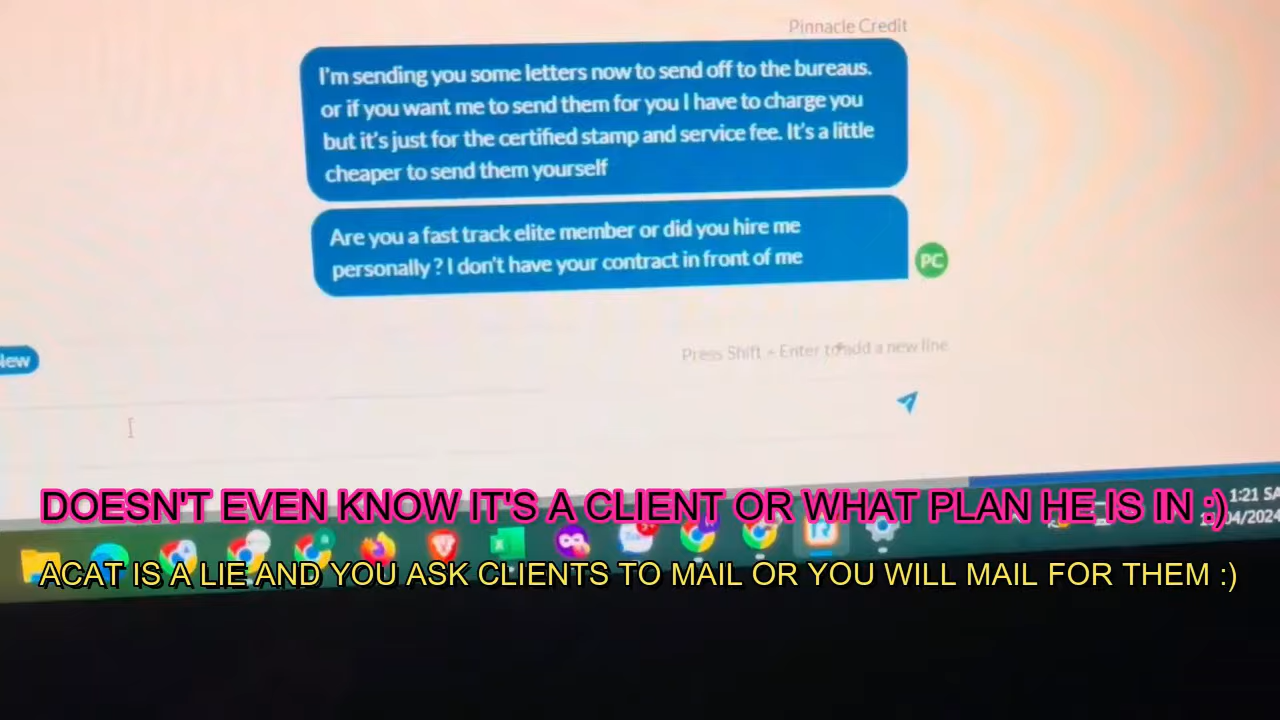 Pinnacle Credit
I'm sending you some letters now to send off to the bureaus.
or if you want me to send them for you I have to charge you
but it's just for the certified stamp and service fee. It's a little
cheaper to send them yourself
Are you a fast track elite member or did you hire me
personally ? I don't have your contract in front of me
PC
New
Press Shift + Enter to add a new line
DOESN'T EVEN KNOW IT'S A CLIENT OR WHAT PLAN HE IS IN :)
1:21 SA
04/2024
ACAT IS A LIE AND YOU ASK CLIENTS TO MAIL OR YOU WILL MAIL FOR THEM :)